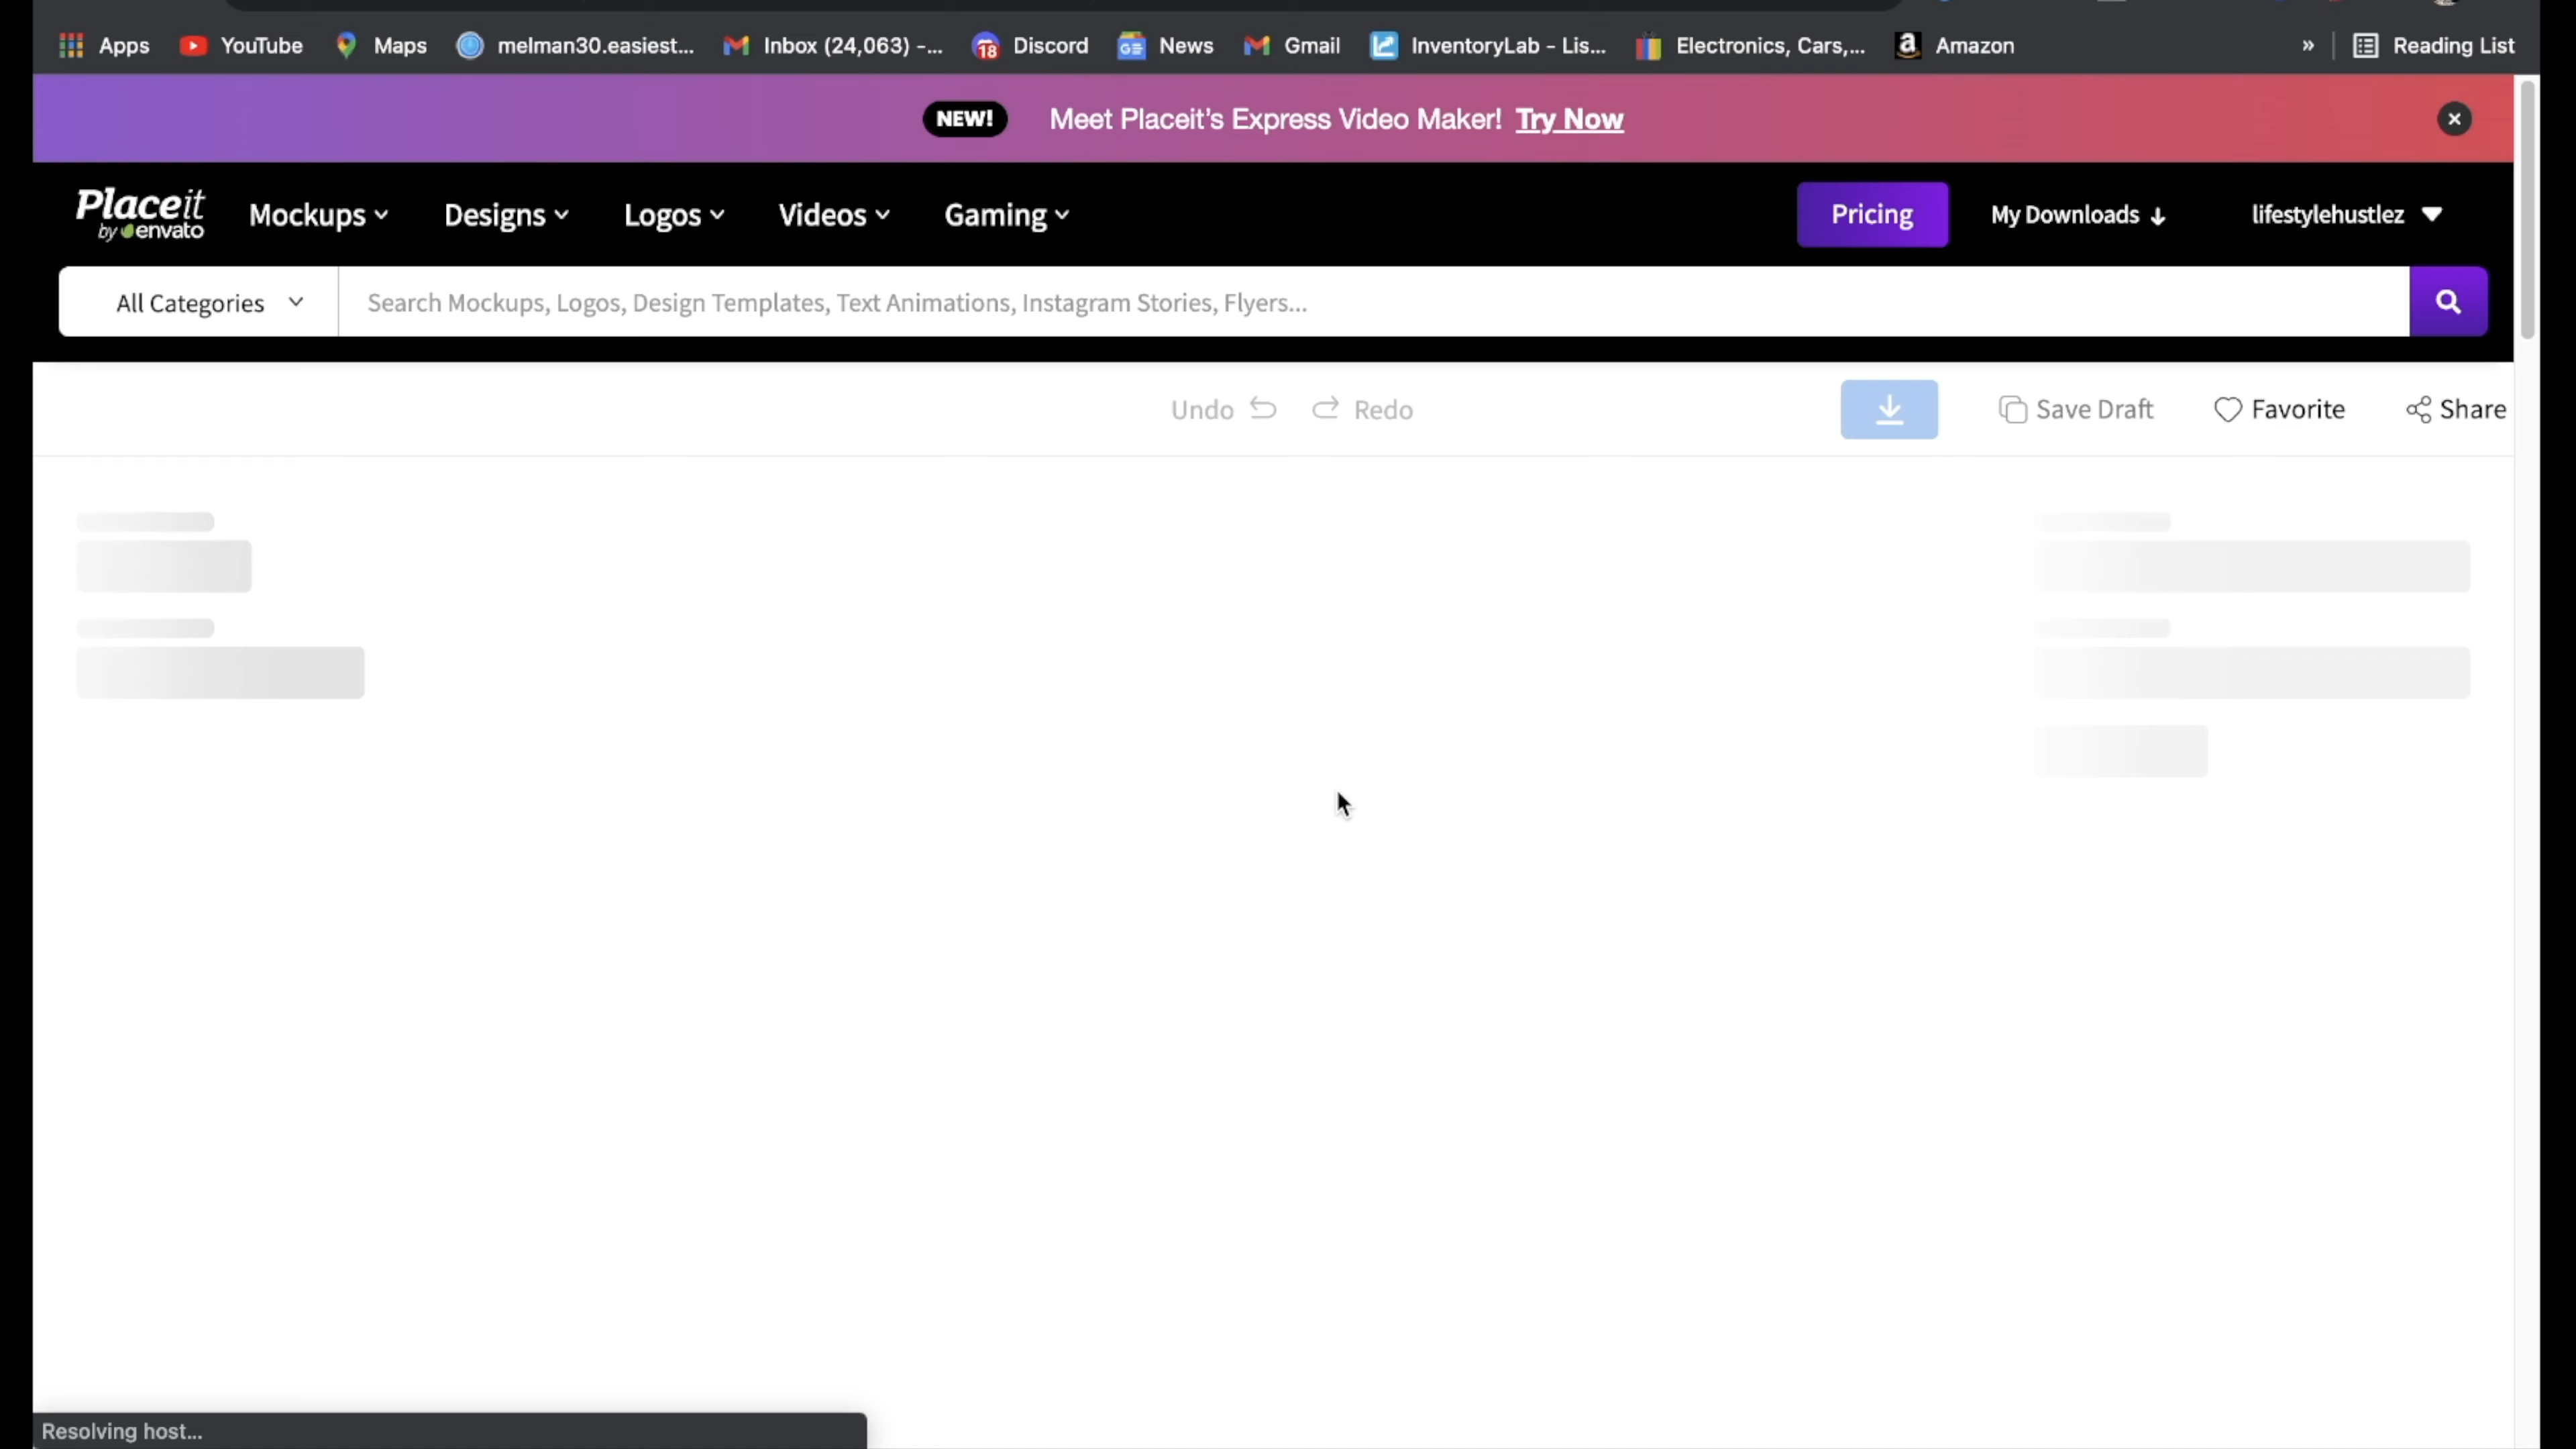 Apps YouTube Maps melman30.easiest... Inbox (24,063) -... Discord News Gmail InventoryLab - Lis... Electronics, Cars,... Amazon » Reading List
NEW! Meet Placeit's Express Video Maker! Try Now
Placeit by envato Mockups Designs Logos Videos Gaming Pricing My Downloads lifestylehustlez
All Categories Search Mockups, Logos, Design Templates, Text Animations, Instagram Stories, Flyers...
Undo Redo Save Draft Favorite Share
Resolving host...